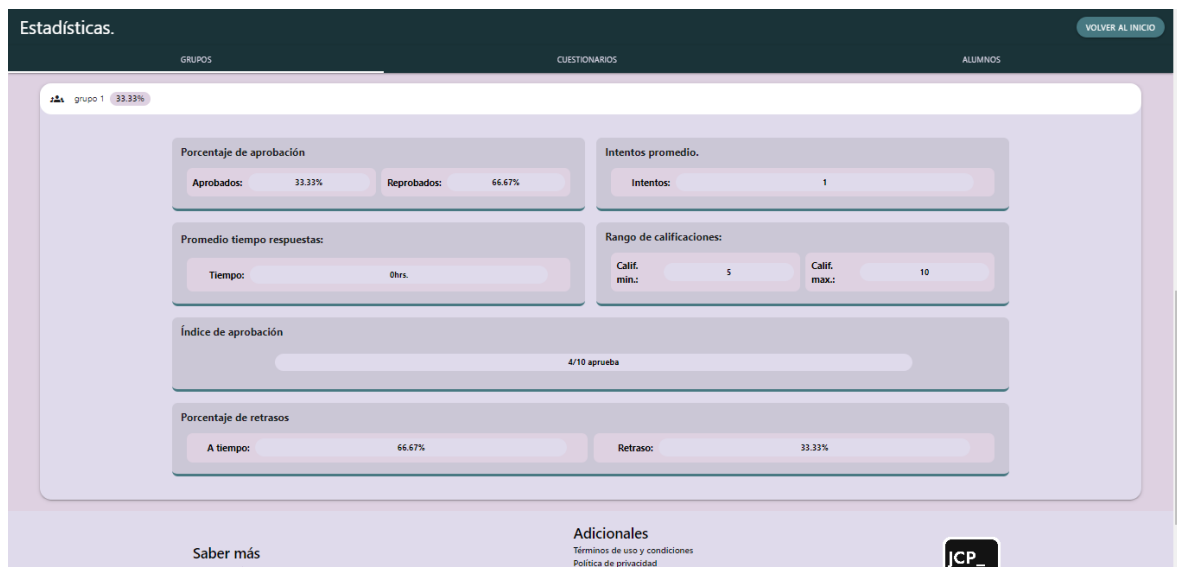 Estadísticas.
VOLVER AL INICIO
GRUPOS CUESTIONARIOS ALUMNOS
grupo 1 33.33%
Porcentaje de aprobación
Aprobados: 33.33% Reprobados: 66.67%
Intentos promedio.
Intentos: 1
Promedio tiempo respuestas:
Tiempo: 0hrs.
Rango de calificaciones:
Calif. min.: 5 Calif. max.: 10
Índice de aprobación
4/10 aprueba
Porcentaje de retrasos
A tiempo: 66.67% Retraso: 33.33%
Saber más
Adicionales
Términos de uso y condiciones
Política de privacidad
JCP_